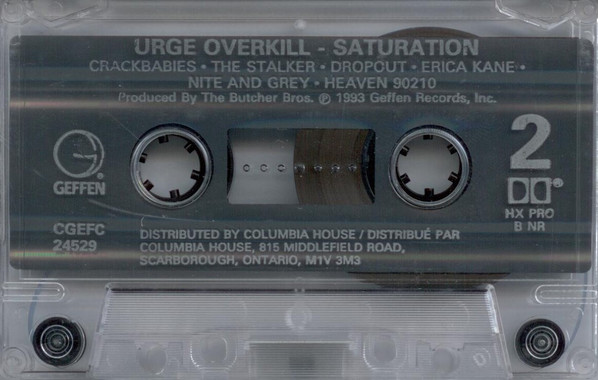 URGE OVERKILL - SATURATION
CRACKBABIES • THE STALKER • DROPOUT • ERICA KANE •
NITE AND GREY • HEAVEN 90210
Produced By The Butcher Bros. ℗ 1993 Geffen Records, Inc.
G
GEFFEN
2
HX PRO
B NR
CGEFC
24529
DISTRIBUTED BY COLUMBIA HOUSE / DISTRIBUÉ PAR
COLUMBIA HOUSE, 815 MIDDLEFIELD ROAD,
SCARBOROUGH, ONTARIO, M1V 3M3